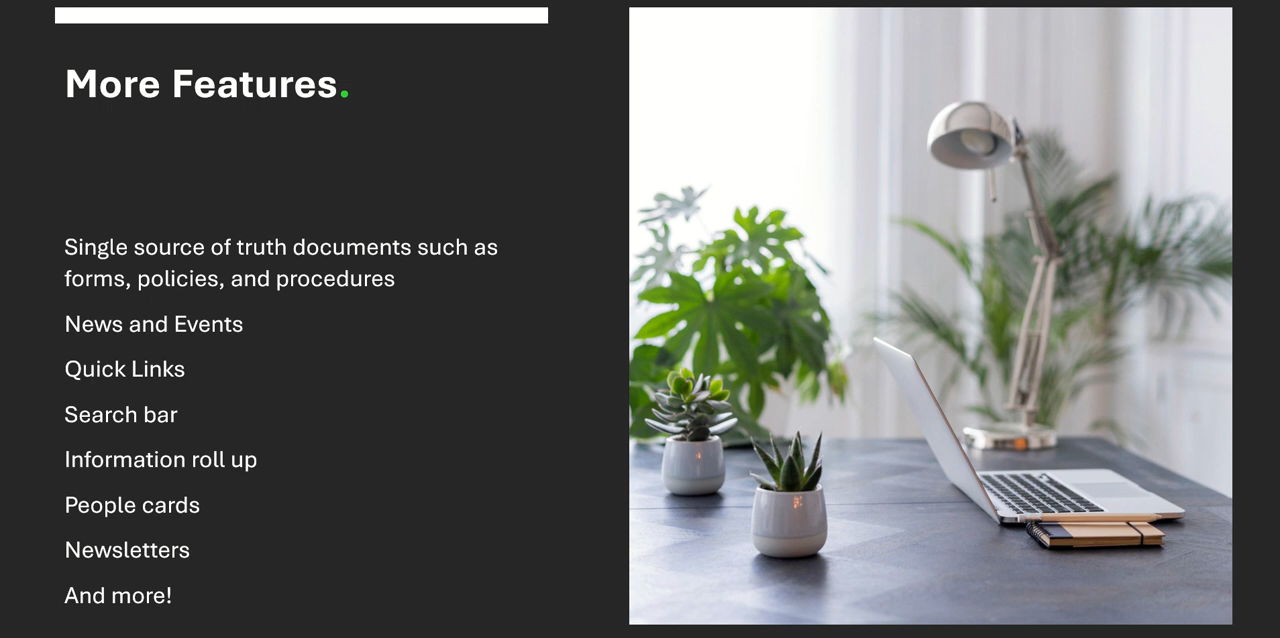 More Features.
Single source of truth documents such as
forms, policies, and procedures
News and Events
Quick Links
Search bar
Information roll up
People cards
Newsletters
And more!